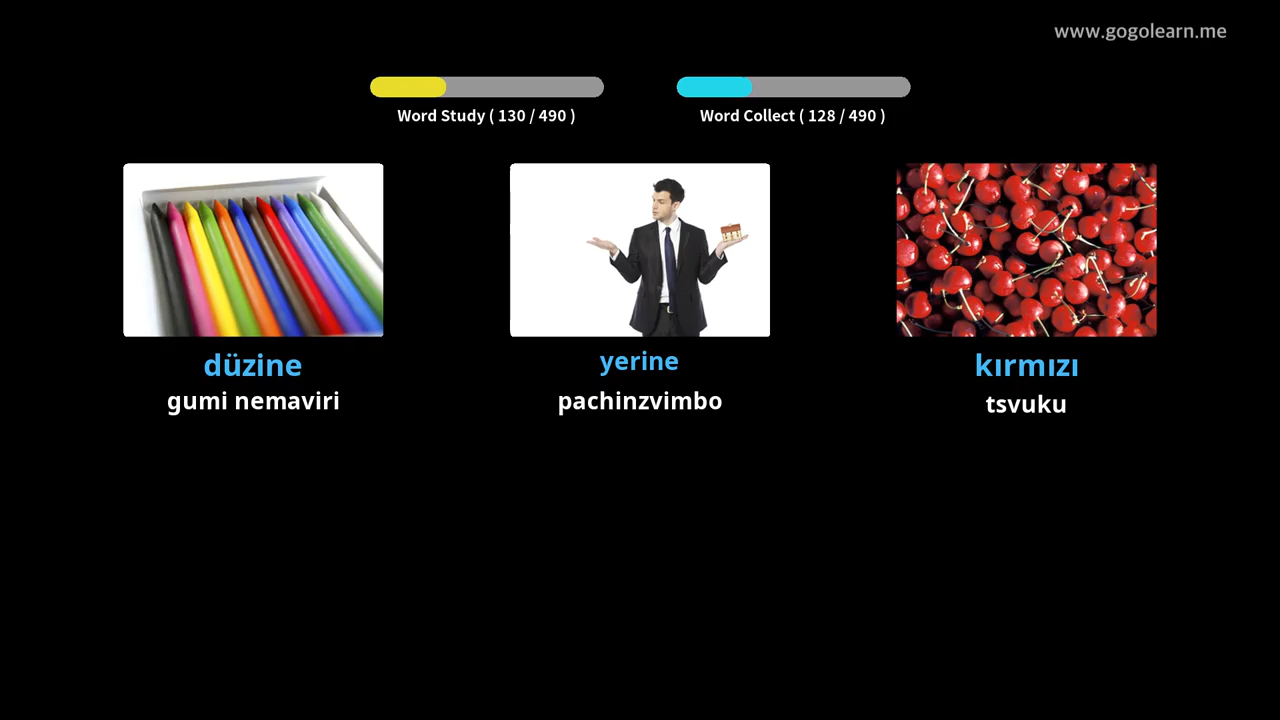 www.gogolearn.me
Word Study ( 130 / 490 )
Word Collect ( 128 / 490 )
düzine
gumi nemaviri
yerine
pachinzvimbo
kırmızı
tsvuku